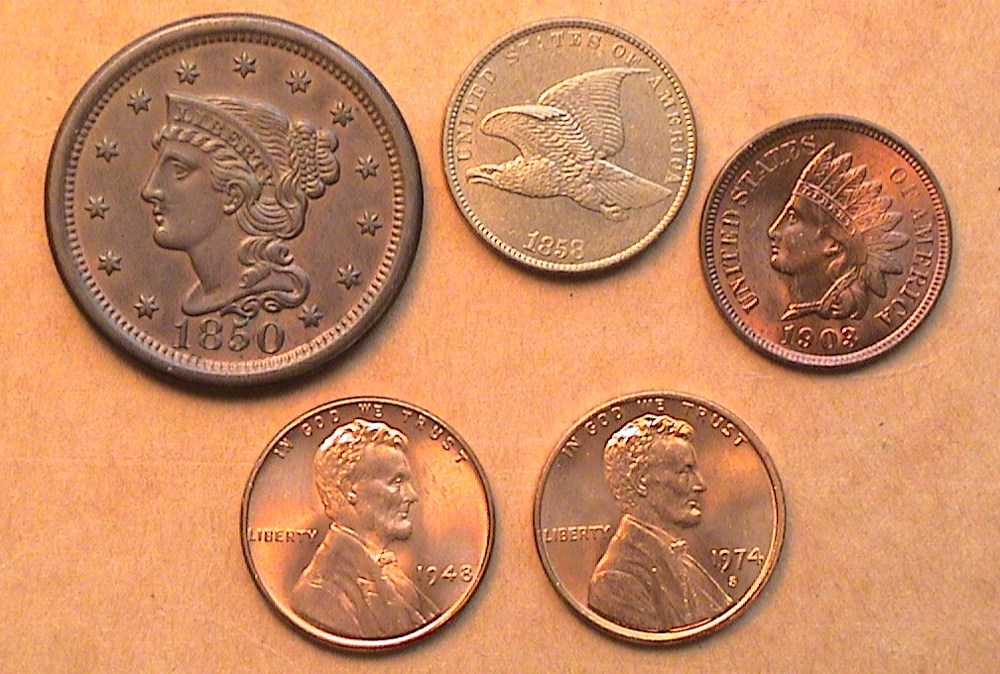 LIBERTY
1850
UNITED STATES OF AMERICA
1858
UNITED STATES OF AMERICA
1903
IN GOD WE TRUST
LIBERTY
1948
IN GOD WE TRUST
LIBERTY
1974
S